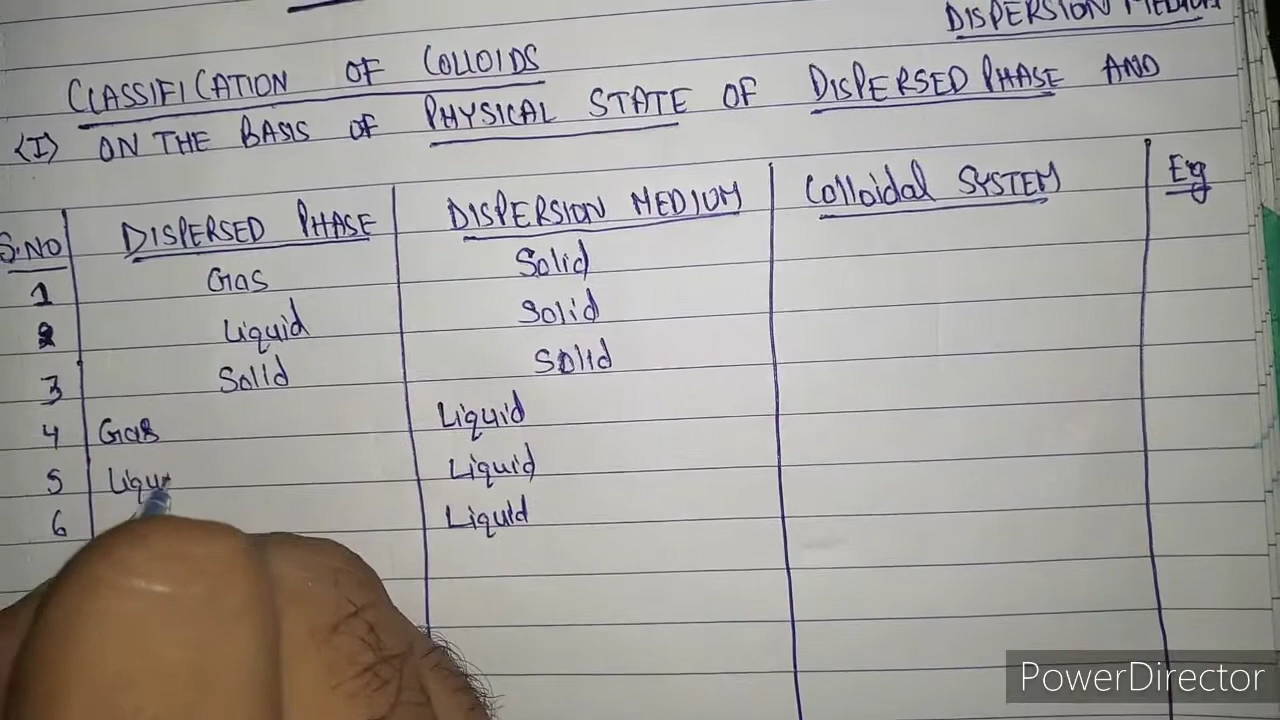 DISPERSION MEDIUM
CLASSIFICATION OF COLLOIDS
(I) ON THE BASIS OF PHYSICAL STATE OF DISPERSED PHASE AND
S.NO DISPERSED PHASE DISPERSION MEDIUM Colloidal SYSTEM Eg
1 Gas Solid
2 Liquid Solid
3 Solid Solid
4 Gas Liquid
5 Liqu Liquid
6 Liquid
PowerDirector